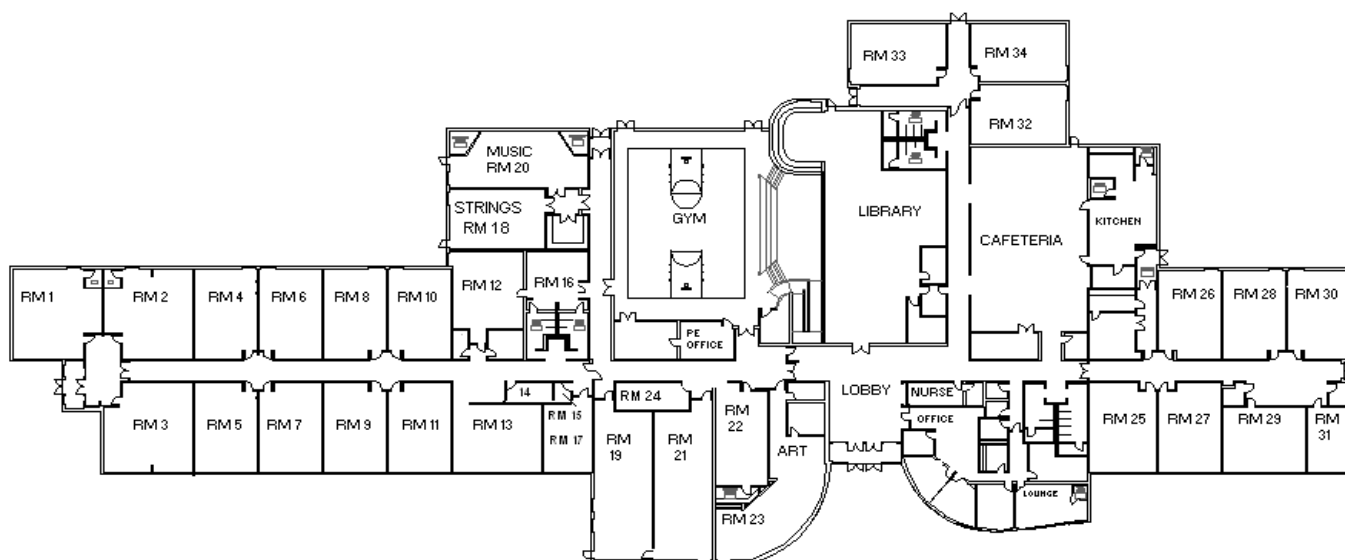 RM 33
RM 34
RM 32
MUSIC
RM 20
STRINGS
RM 18
GYM
LIBRARY
CAFETERIA
KITCHEN
RM 1
RM 2
RM 4
RM 6
RM 8
RM 10
RM 12
RM 16
RM 26
RM 28
RM 30
PE
OFFICE
LOBBY
NURSE
OFFICE
14
RM 24
RM 15
RM 17
RM 3
RM 5
RM 7
RM 9
RM 11
RM 13
RM
19
RM
21
RM
22
ART
RM 23
RM 25
RM 27
RM 29
RM
31
LOUNGE